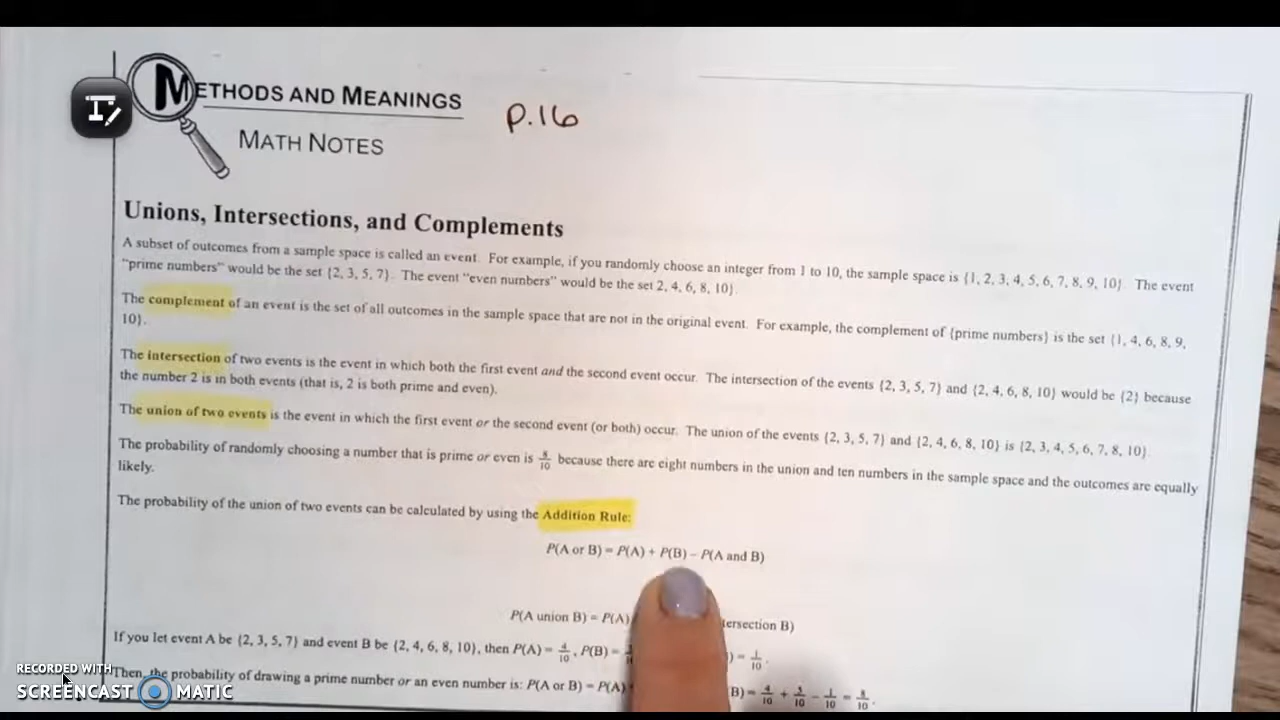 METHODS AND MEANINGS
P.16
MATH NOTES
Unions, Intersections, and Complements
A subset of outcomes from a sample space is called an event. For example, if you randomly choose an integer from 1 to 10, the sample space is {1, 2, 3, 4, 5, 6, 7, 8, 9, 10} The event
"prime numbers" would be the set {2, 3, 5, 7}. The event "even numbers" would be the set 2, 4, 6, 8, 10}.
The complement of an event is the set of all outcomes in the sample space that are not in the original event. For example, the complement of {prime numbers} is the set {1, 4, 6, 8, 9,
10}.
The intersection of two events is the event in which both the first event and the second event occur. The intersection of the events {2, 3, 5, 7} and {2, 4, 6, 8, 10} would be {2} because
the number 2 is in both events (that is, 2 is both prime and even).
The union of two events is the event in which the first event or the second event (or both) occur. The union of the events {2, 3, 5, 7} and {2, 4, 6, 8, 10} is {2, 3, 4, 5, 6, 7, 8, 10}.
The probability of randomly choosing a number that is prime or even is 8/10 because there are eight numbers in the union and ten numbers in the sample space and the outcomes are equally
likely.
The probability of the union of two events can be calculated by using the Addition Rule:
P(A or B) = P(A) + P(B) – P(A and B)
P(A union B) = P(A) ersection B)
If you let event A be {2, 3, 5, 7} and event B be {2, 4, 6, 8, 10}, then P(A) = 4/10, P(B) = ) = 1/10.
Then, the probability of drawing a prime number or an even number is: P(A or B) = P(A) B) = 4/10 + 5/10 – 1/10 = 8/10.
RECORDED WITH
SCREENCAST MATIC